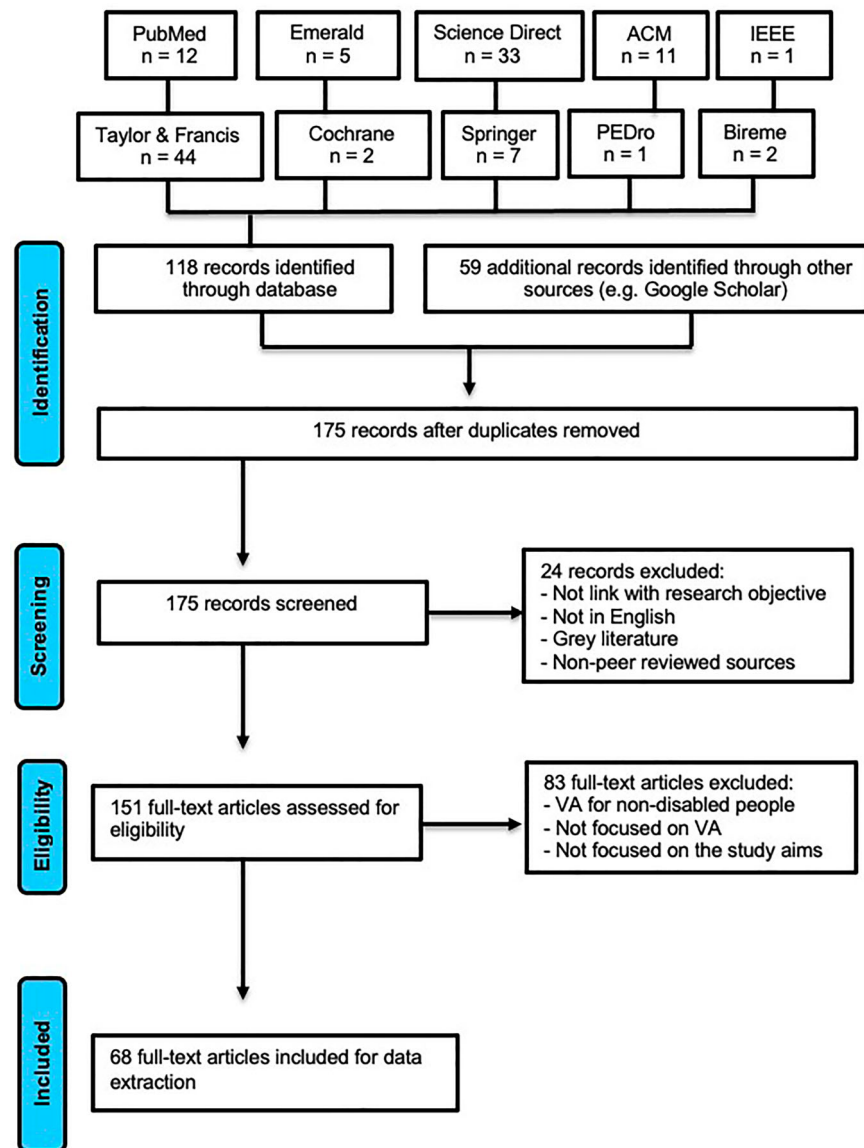 PubMed
n = 12
Emerald
n = 5
Science Direct
n = 33
ACM
n = 11
IEEE
n = 1
Taylor & Francis
n = 44
Cochrane
n = 2
Springer
n = 7
PEDro
n = 1
Bireme
n = 2
Identification
118 records identified
through database
59 additional records identified through other
sources (e.g. Google Scholar)
175 records after duplicates removed
Screening
175 records screened
24 records excluded:
- Not link with research objective
- Not in English
- Grey literature
- Non-peer reviewed sources
Eligibility
151 full-text articles assessed for
eligibility
83 full-text articles excluded:
- VA for non-disabled people
- Not focused on VA
- Not focused on the study aims
Included
68 full-text articles included for data
extraction